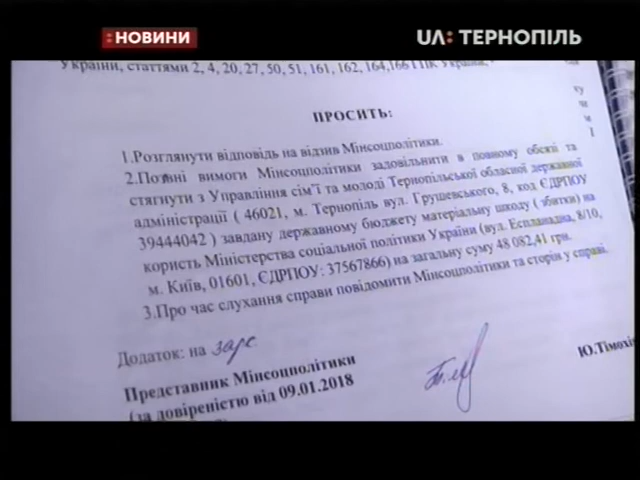 НОВИНИ
UA: ТЕРНОПІЛЬ
України, статтями 2, 4, 20, 27, 50, 51, 161, 162, 164,166 ГПК України,
ПРОСИТЬ:
1.Розглянути відповідь на відзив Мінсоцполітики.
2.Позовні вимоги Мінсоцполітики задовільнити в повному обсязі та
стягнути з Управління сім'ї та молоді Тернопільської обласної державної
адміністрації ( 46021, м. Тернопіль вул. Грушевського, 8, код ЄДРПОУ
39444042 ) завдану державному бюджету матеріальну шкоду ( збитки) на
користь Міністерства соціальної політики України (вул. Еспланадна, 8/10,
м. Київ, 01601, ЄДРПОУ: 37567866) на загальну суму 48 082,41 грн.
3.Про час слухання справи повідомити Мінсоцполітики та сторін у справі.
Додаток: на
Представник Мінсоцполітики
Ю.Тімохін
(за довіреністю від 09.01.2018